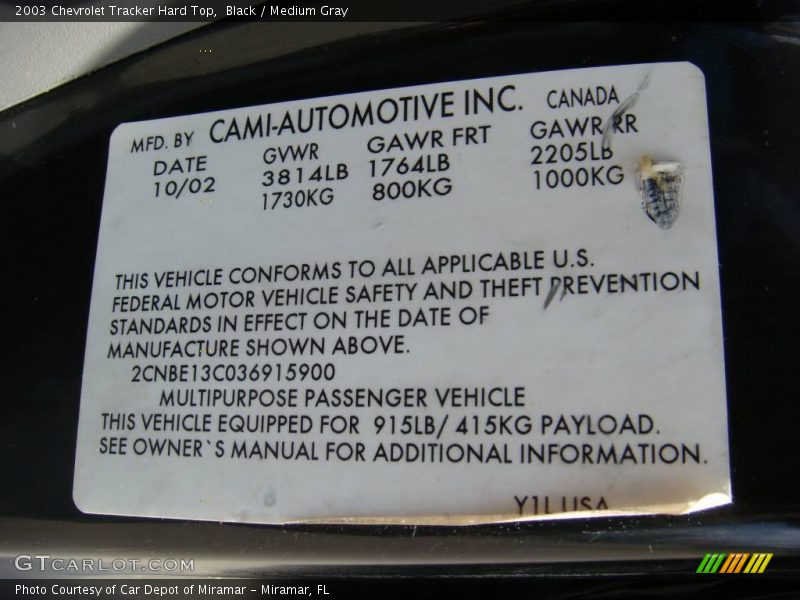 2003 Chevrolet Tracker Hard Top,  Black / Medium Gray
MFD. BY CAMI-AUTOMOTIVE INC. CANADA
DATE GVWR GAWR FRT GAWR RR
10/02 3814LB 1764LB 2205LB
1730KG 800KG 1000KG
THIS VEHICLE CONFORMS TO ALL APPLICABLE U.S.
FEDERAL MOTOR VEHICLE SAFETY AND THEFT PREVENTION
STANDARDS IN EFFECT ON THE DATE OF
MANUFACTURE SHOWN ABOVE.
2CNBE13C036915900
MULTIPURPOSE PASSENGER VEHICLE
THIS VEHICLE EQUIPPED FOR 915LB/ 415KG PAYLOAD.
SEE OWNER`S MANUAL FOR ADDITIONAL INFORMATION.
Y1L USA
GTCARLOT.COM
Photo Courtesy of Car Depot of Miramar – Miramar, FL